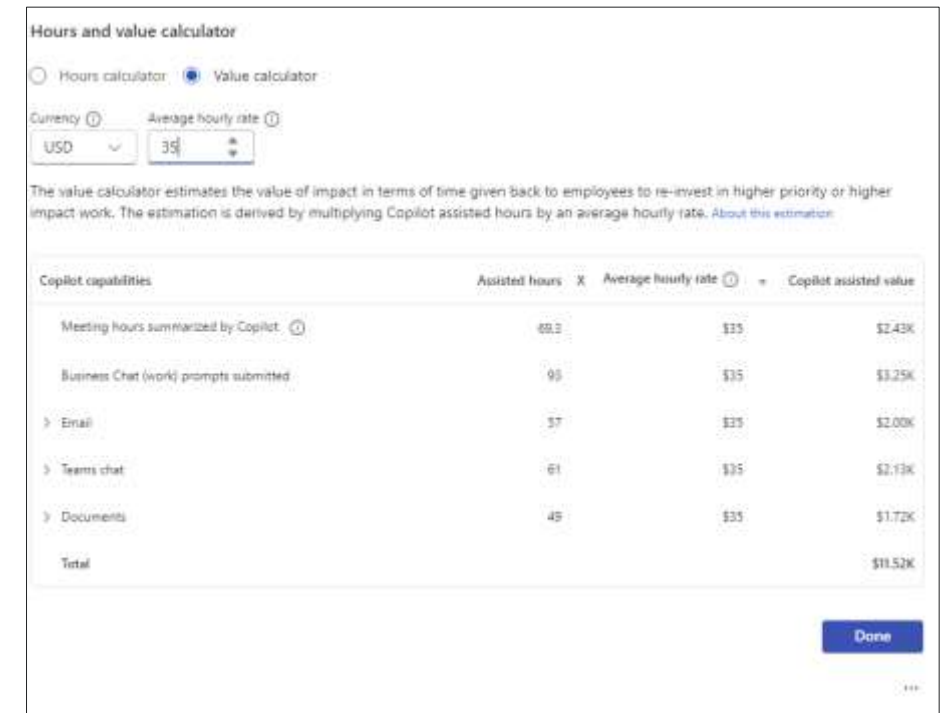 Hours and value calculator
Hours calculator Value calculator
Currency Average hourly rate
USD 35
The value calculator estimates the value of impact in terms of time given back to employees to re-invest in higher priority or higher
impact work. The estimation is derived by multiplying Copilot assisted hours by an average hourly rate. About this estimation
Copilot capabilities Assisted hours X Average hourly rate = Copilot assisted value
Meeting hours summarized by Copilot 69.3 $35 $2.43K
Business Chat (work) prompts submitted 93 $35 $3.25K
Email 57 $35 $2.00K
Teams chat 61 $35 $2.13K
Documents 49 $35 $1.72K
Total $11.52K
Done
...